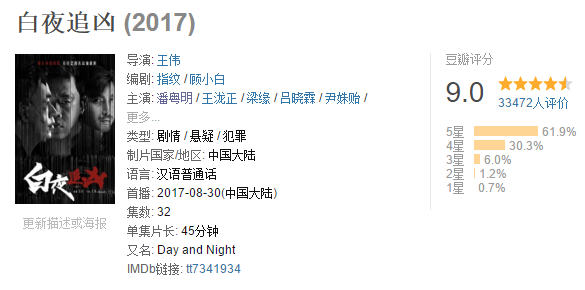 白夜追凶 (2017)
白夜追凶
更新描述或海报
导演: 王伟
编剧: 指纹 / 顾小白
主演: 潘粤明 / 王泷正 / 梁缘 / 吕晓霖 / 尹姝贻 /
更多...
类型: 剧情 / 悬疑 / 犯罪
制片国家/地区: 中国大陆
语言: 汉语普通话
首播: 2017-08-30(中国大陆)
集数: 32
单集片长: 45分钟
又名: Day and Night
IMDb链接: tt7341934
豆瓣评分
9.0
33472人评价
5星 61.9%
4星 30.3%
3星 6.0%
2星 1.2%
1星 0.7%